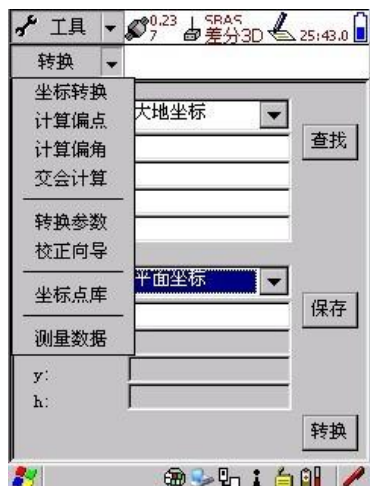 工具
0.23
7
SBAS
差分3D
25:43.0
转换
坐标转换
计算偏点
计算偏角
交会计算
转换参数
校正向导
坐标点库
测量数据
大地坐标
查找
平面坐标
保存
y:
h:
转换